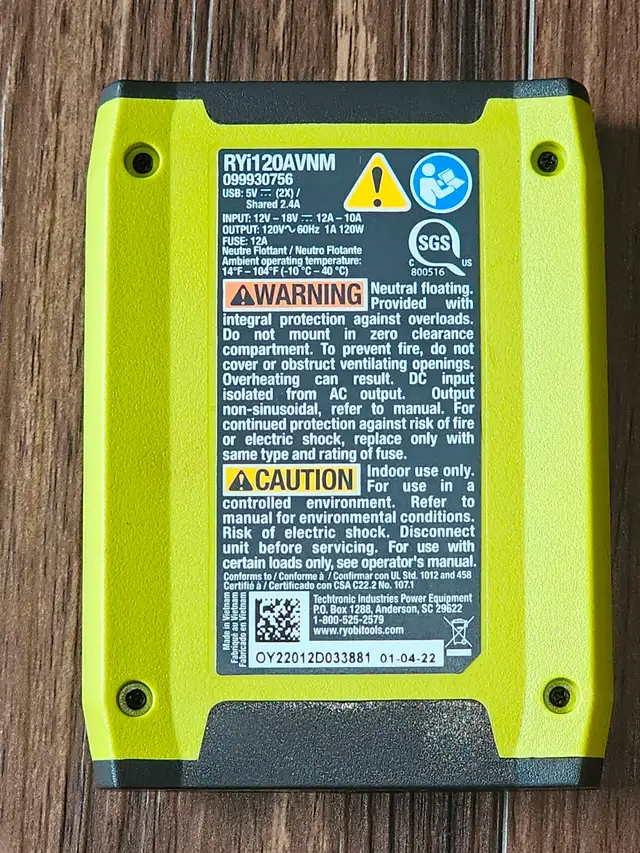 RYi120AVNM
099930756
USB: 5V ⎓ (2X) /
Shared 2.4A
INPUT: 12V – 18V ⎓ 12A – 10A
OUTPUT: 120V∿ 60Hz 1A 120W
FUSE: 12A
Neutre Flottant / Neutro Flotante
Ambient operating temperature:
14°F – 104°F (-10 °C – 40 °C)
SGS
C US
800516
WARNING Neutral floating.
Provided with
integral protection against overloads.
Do not mount in zero clearance
compartment. To prevent fire, do not
cover or obstruct ventilating openings.
Overheating can result. DC input
isolated from AC output. Output
non-sinusoidal, refer to manual. For
continued protection against risk of fire
or electric shock, replace only with
same type and rating of fuse.
CAUTION Indoor use only.
For use in a
controlled environment. Refer to
manual for environmental conditions.
Risk of electric shock. Disconnect
unit before servicing. For use with
certain loads only, see operator's manual.
Conforms to / Conforme à / Confirmar con UL Std. 1012 and 458
Certifié à / Certificado con CSA C22.2 No. 107.1
Made in Vietnam
Fabriqué au Vietnam
Fabricado en Vietnam
Techtronic Industries Power Equipment
P.O. Box 1288, Anderson, SC 29622
1-800-525-2579
www.ryobitools.com
OY22012D033881 01-04-22